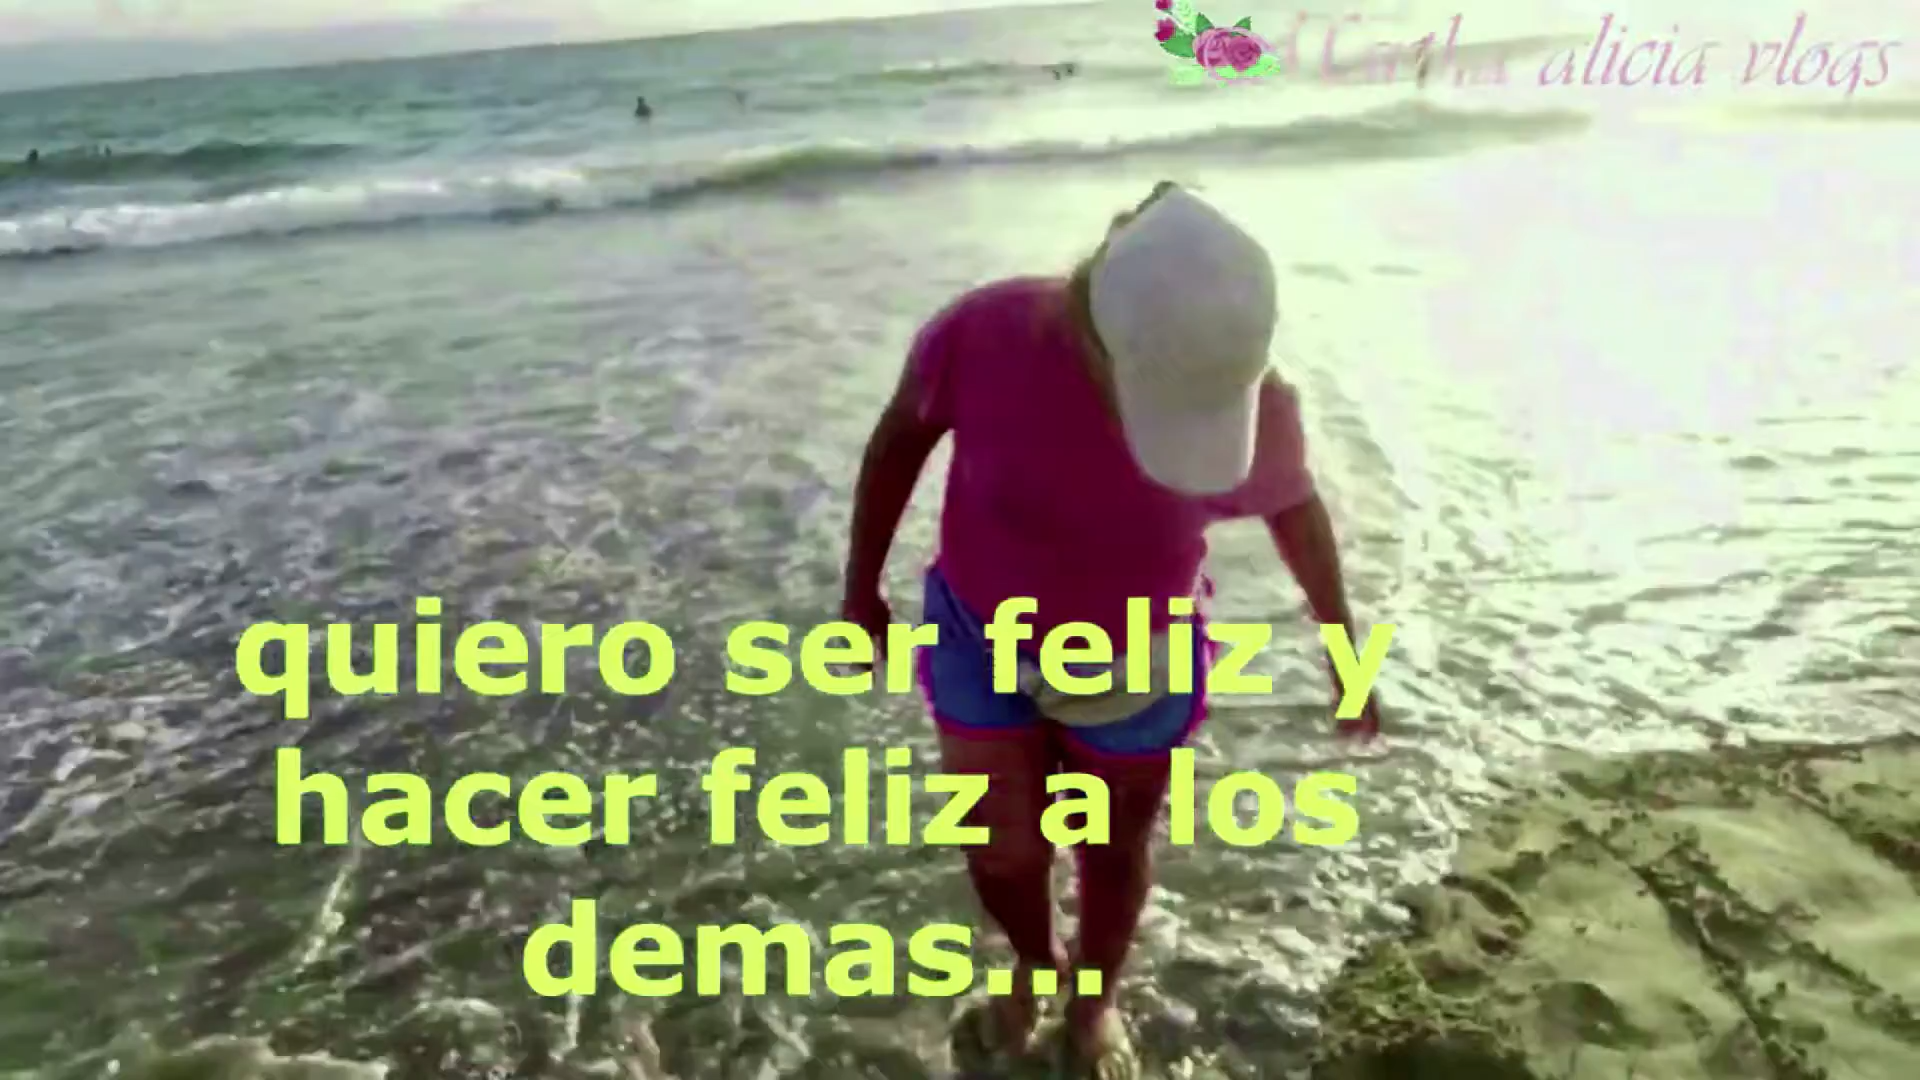 alicia vlogs
quiero ser feliz y
hacer feliz a los
demas...